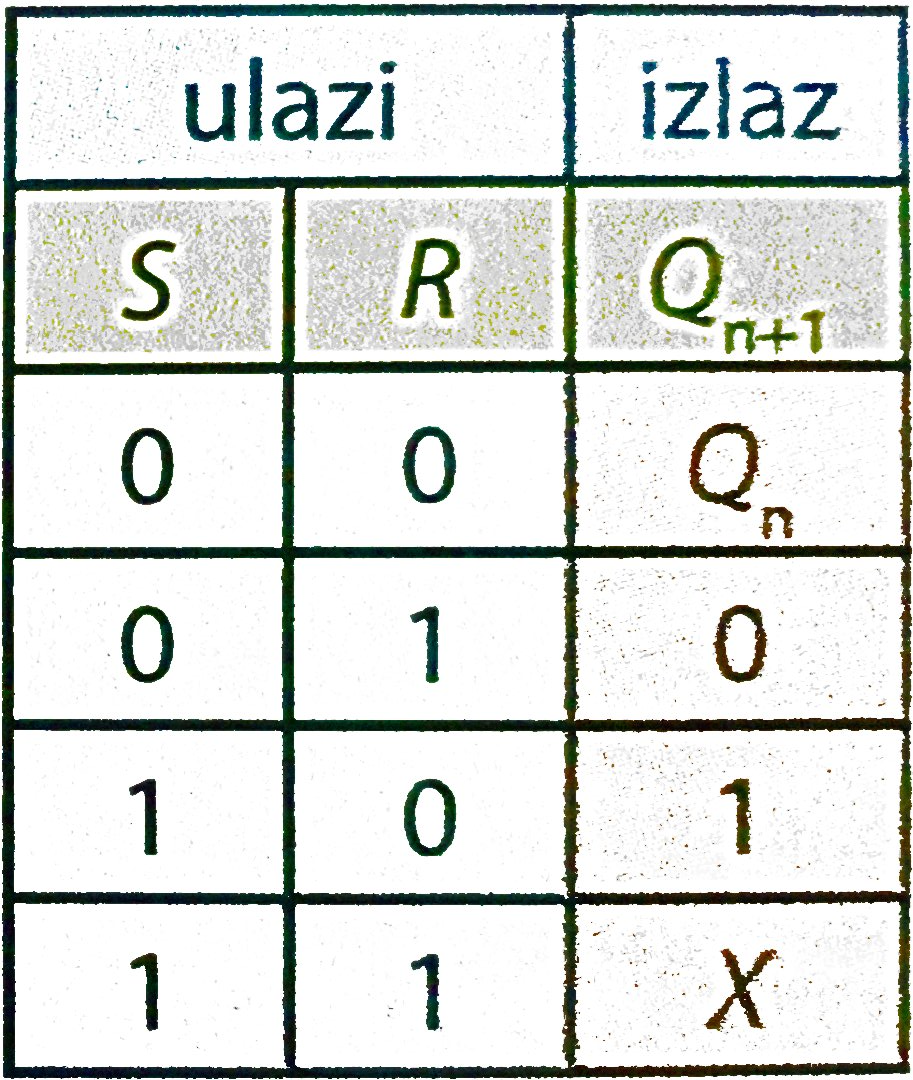 ulazi izlaz
S R Qn+1
0 0 Qn
0 1 0
1 0 1
1 1 X